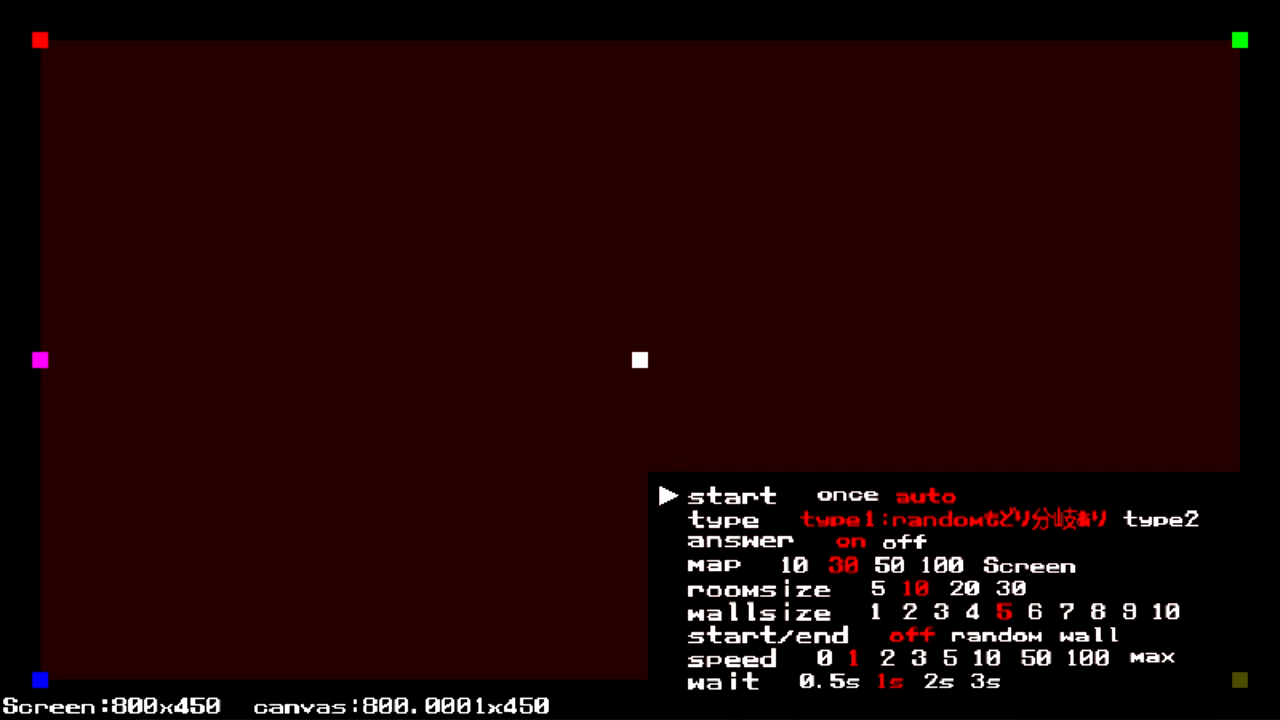 start once auto
type type1:randomもどり分岐あり type2
answer on off
map 10 30 50 100 Screen
roomsize 5 10 20 30
wallsize 1 2 3 4 5 6 7 8 9 10
start/end off random wall
speed 0 1 2 3 5 10 50 100 max
wait 0.5s 1s 2s 3s
Screen:800x450 canvas:800.0001x450